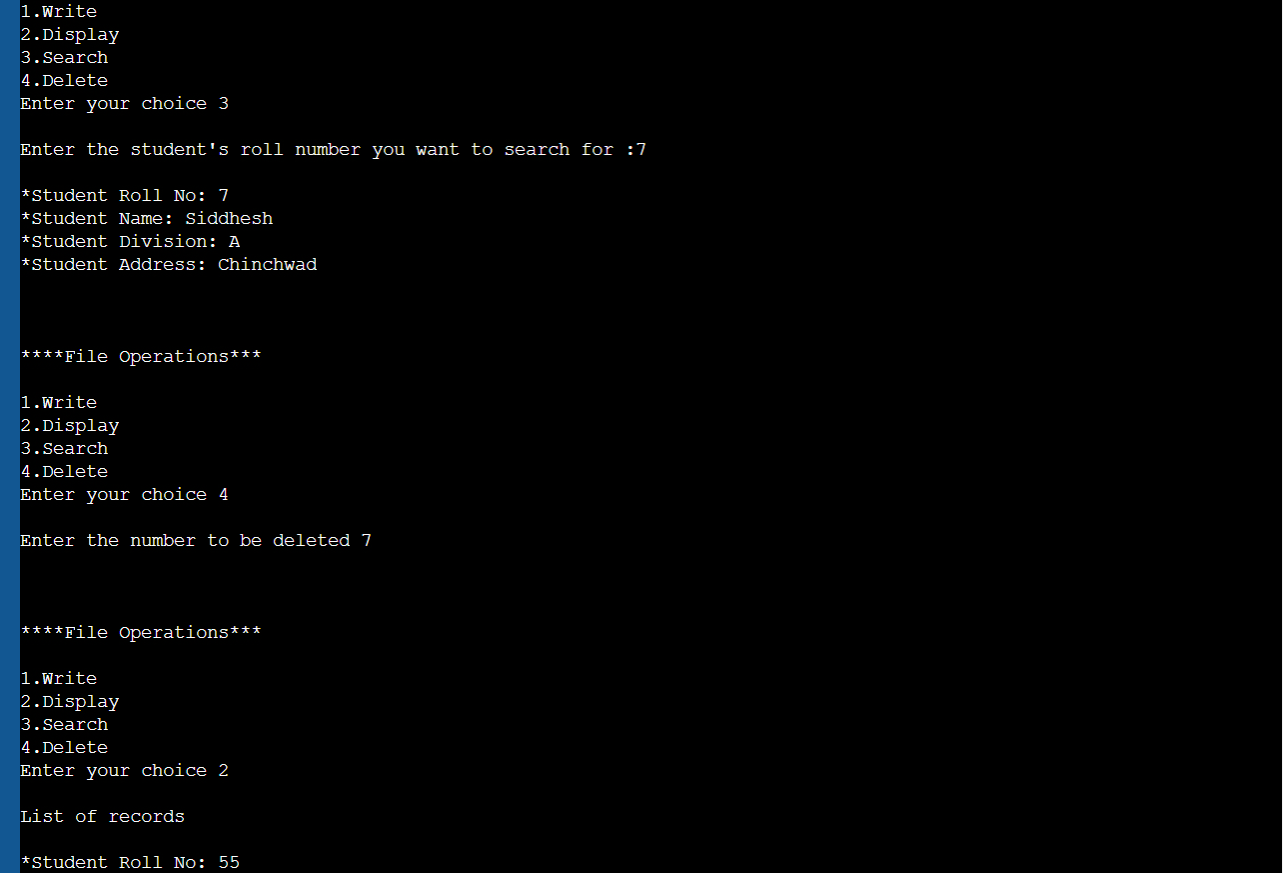 1.Write
2.Display
3.Search
4.Delete
Enter your choice 3
Enter the student's roll number you want to search for :7
*Student Roll No: 7
*Student Name: Siddhesh
*Student Division: A
*Student Address: Chinchwad
****File Operations***
1.Write
2.Display
3.Search
4.Delete
Enter your choice 4
Enter the number to be deleted 7
****File Operations***
1.Write
2.Display
3.Search
4.Delete
Enter your choice 2
List of records
*Student Roll No: 55